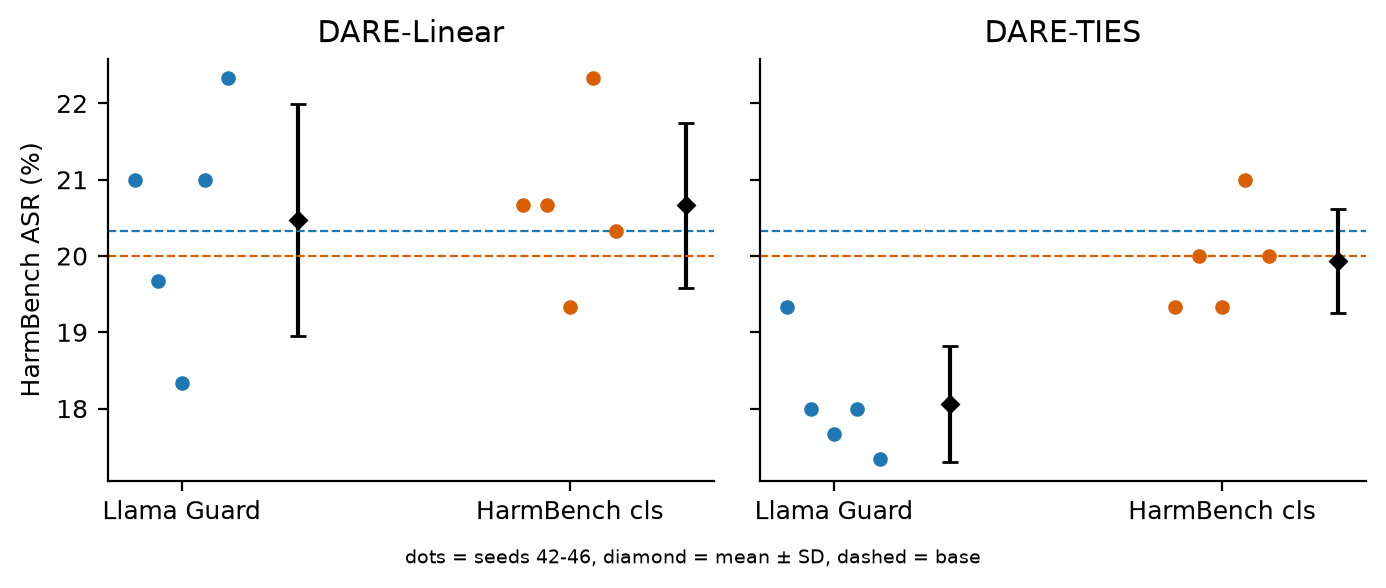 DARE-Linear
DARE-TIES
HarmBench ASR (%)
22
21
20
19
18
Llama Guard
HarmBench cls
Llama Guard
HarmBench cls
dots = seeds 42-46, diamond = mean ± SD, dashed = base